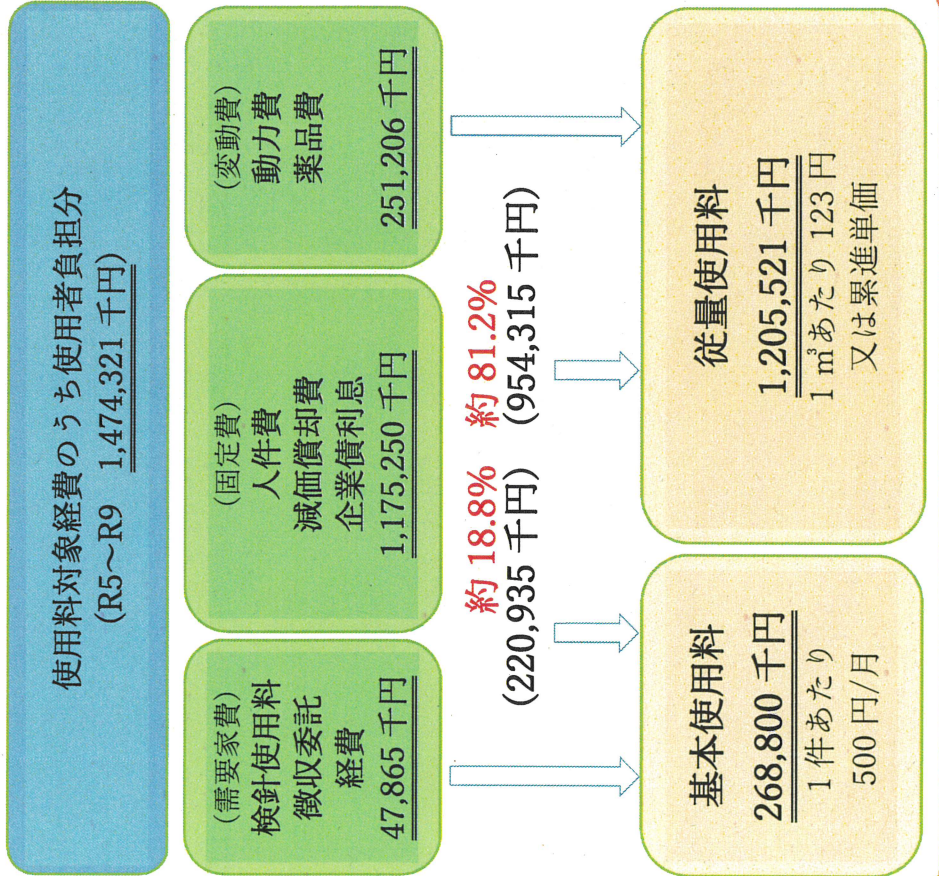 使用料対象経費のうち使用者負担分
(R5～R9　1,474,321 千円)
(需要家費)
検針使用料
徴収委託
経費
47,865 千円
(固定費)
人件費
減価償却費
企業債利息
1,175,250 千円
(変動費)
動力費
薬品費
251,206 千円
約 18.8%
(220,935 千円)
約 81.2%
(954,315 千円)
基本使用料
268,800 千円
1 件あたり
500 円/月
従量使用料
1,205,521 千円
1 ㎥あたり 123 円
又は累進単価